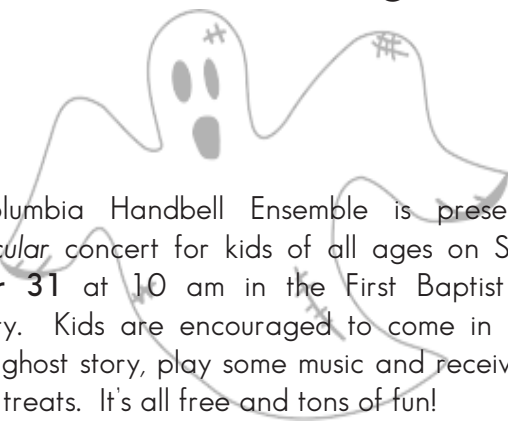 olumbia Handbell Ensemble is prese
cular concert for kids of all ages on S
r 31 at 10 am in the First Baptist
ty. Kids are encouraged to come in
ghost story, play some music and receiv
treats. It's all free and tons of fun!